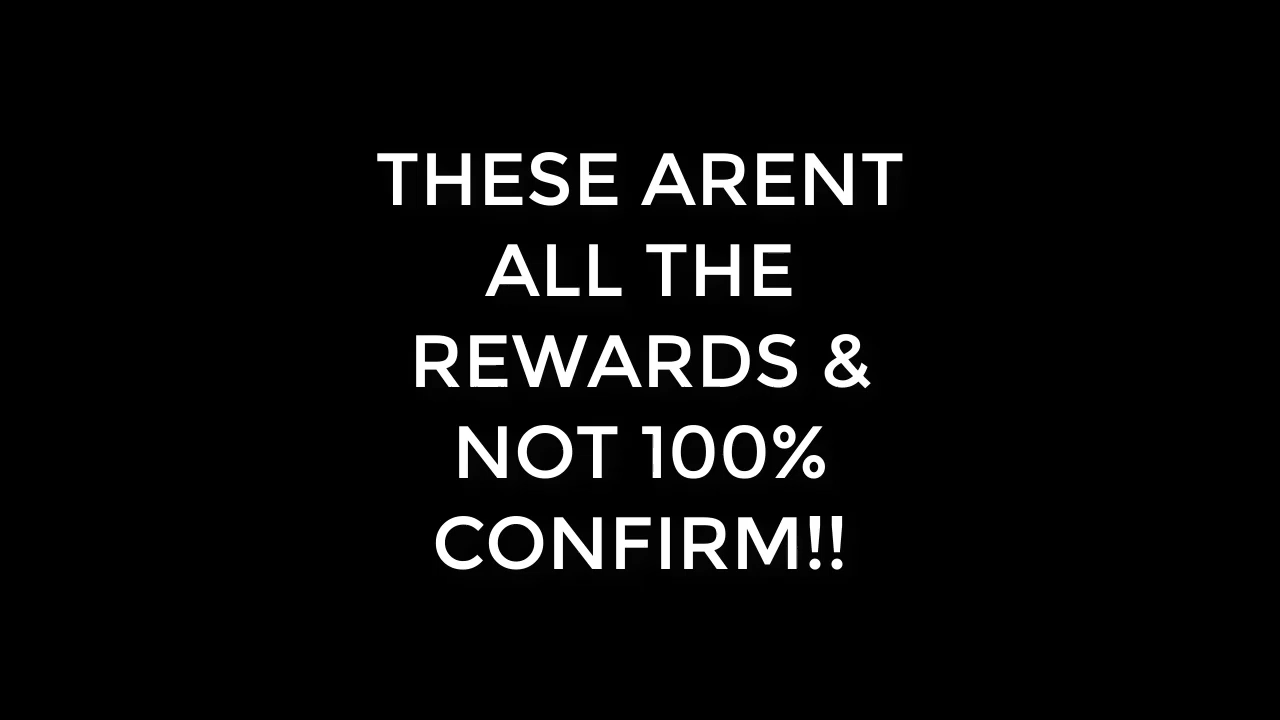 THESE ARENT
ALL THE
REWARDS &
NOT 100%
CONFIRM!!